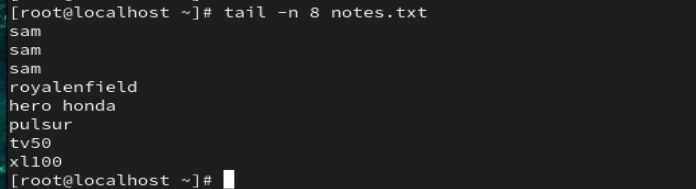 [root@localhost ~]# tail -n 8 notes.txt
sam
sam
sam
royalenfield
hero honda
pulsur
tv50
xl100
[root@localhost ~]#